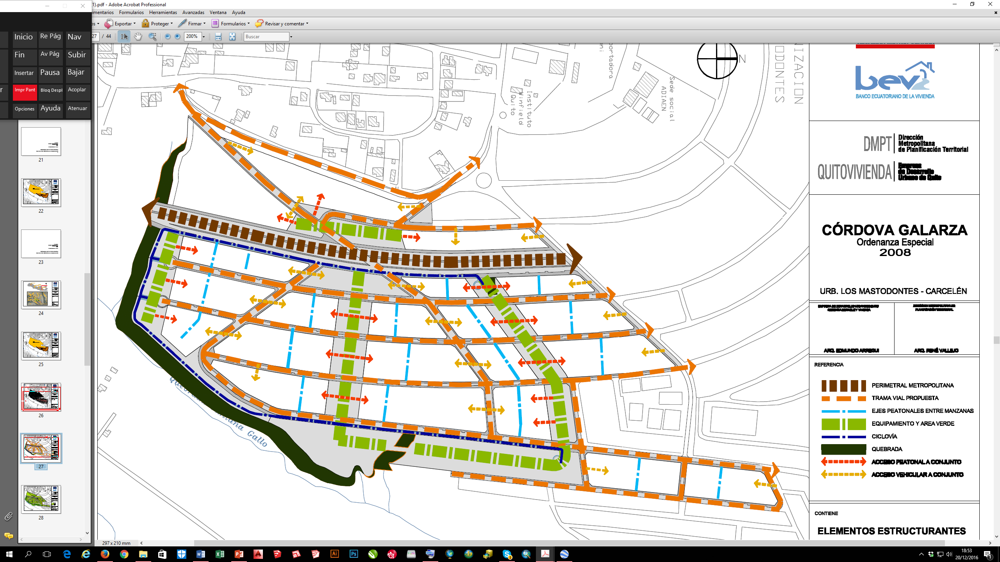 1).pdf - Adobe Acrobat Professional
omentarios Formularios Herramientas Avanzadas Ventana Ayuda
os Exportar Proteger Firmar Formularios Revisar y comentar
27 / 44 200% Buscar
Inicio Re Pág Nav
Fin Av Pág Subir
Insertar Pausa Bajar
r Impr Pant Bloq Despl Acoplar
Opciones Ayuda Atenuar
21
22
23
24
25
26
27
28
N
NIZACION
ODONTES
portadora
oni
Sede social
ADIAEN
Instituto
Winfield
Quito
Gallo
bev
BANCO ECUATORIANO DE LA VIVIENDA
DMPT
Dirección
Metropolitana
de Planificación Territorial
QUITOVIVIENDA
Empresa
de Desarrollo
Urbano de Quito
CÓRDOVA GALARZA
Ordenanza Especial
2008
URB. LOS MASTODONTES - CARCELÉN
ARQ. EDMUNDO ARREGUI
ARQ. RENÉ VALLEJO
REFERENCIA
PERIMETRAL METROPOLITANA
TRAMA VIAL PROPUESTA
EJES PEATONALES ENTRE MANZANAS
EQUIPAMIENTO Y AREA VERDE
CICLOVÍA
QUEBRADA
ACCESO PEATONAL A CONJUNTO
ACCESO VEHICULAR A CONJUNTO
CONTIENE
ELEMENTOS ESTRUCTURANTES
297 x 210 mm
18:53
20/12/2016